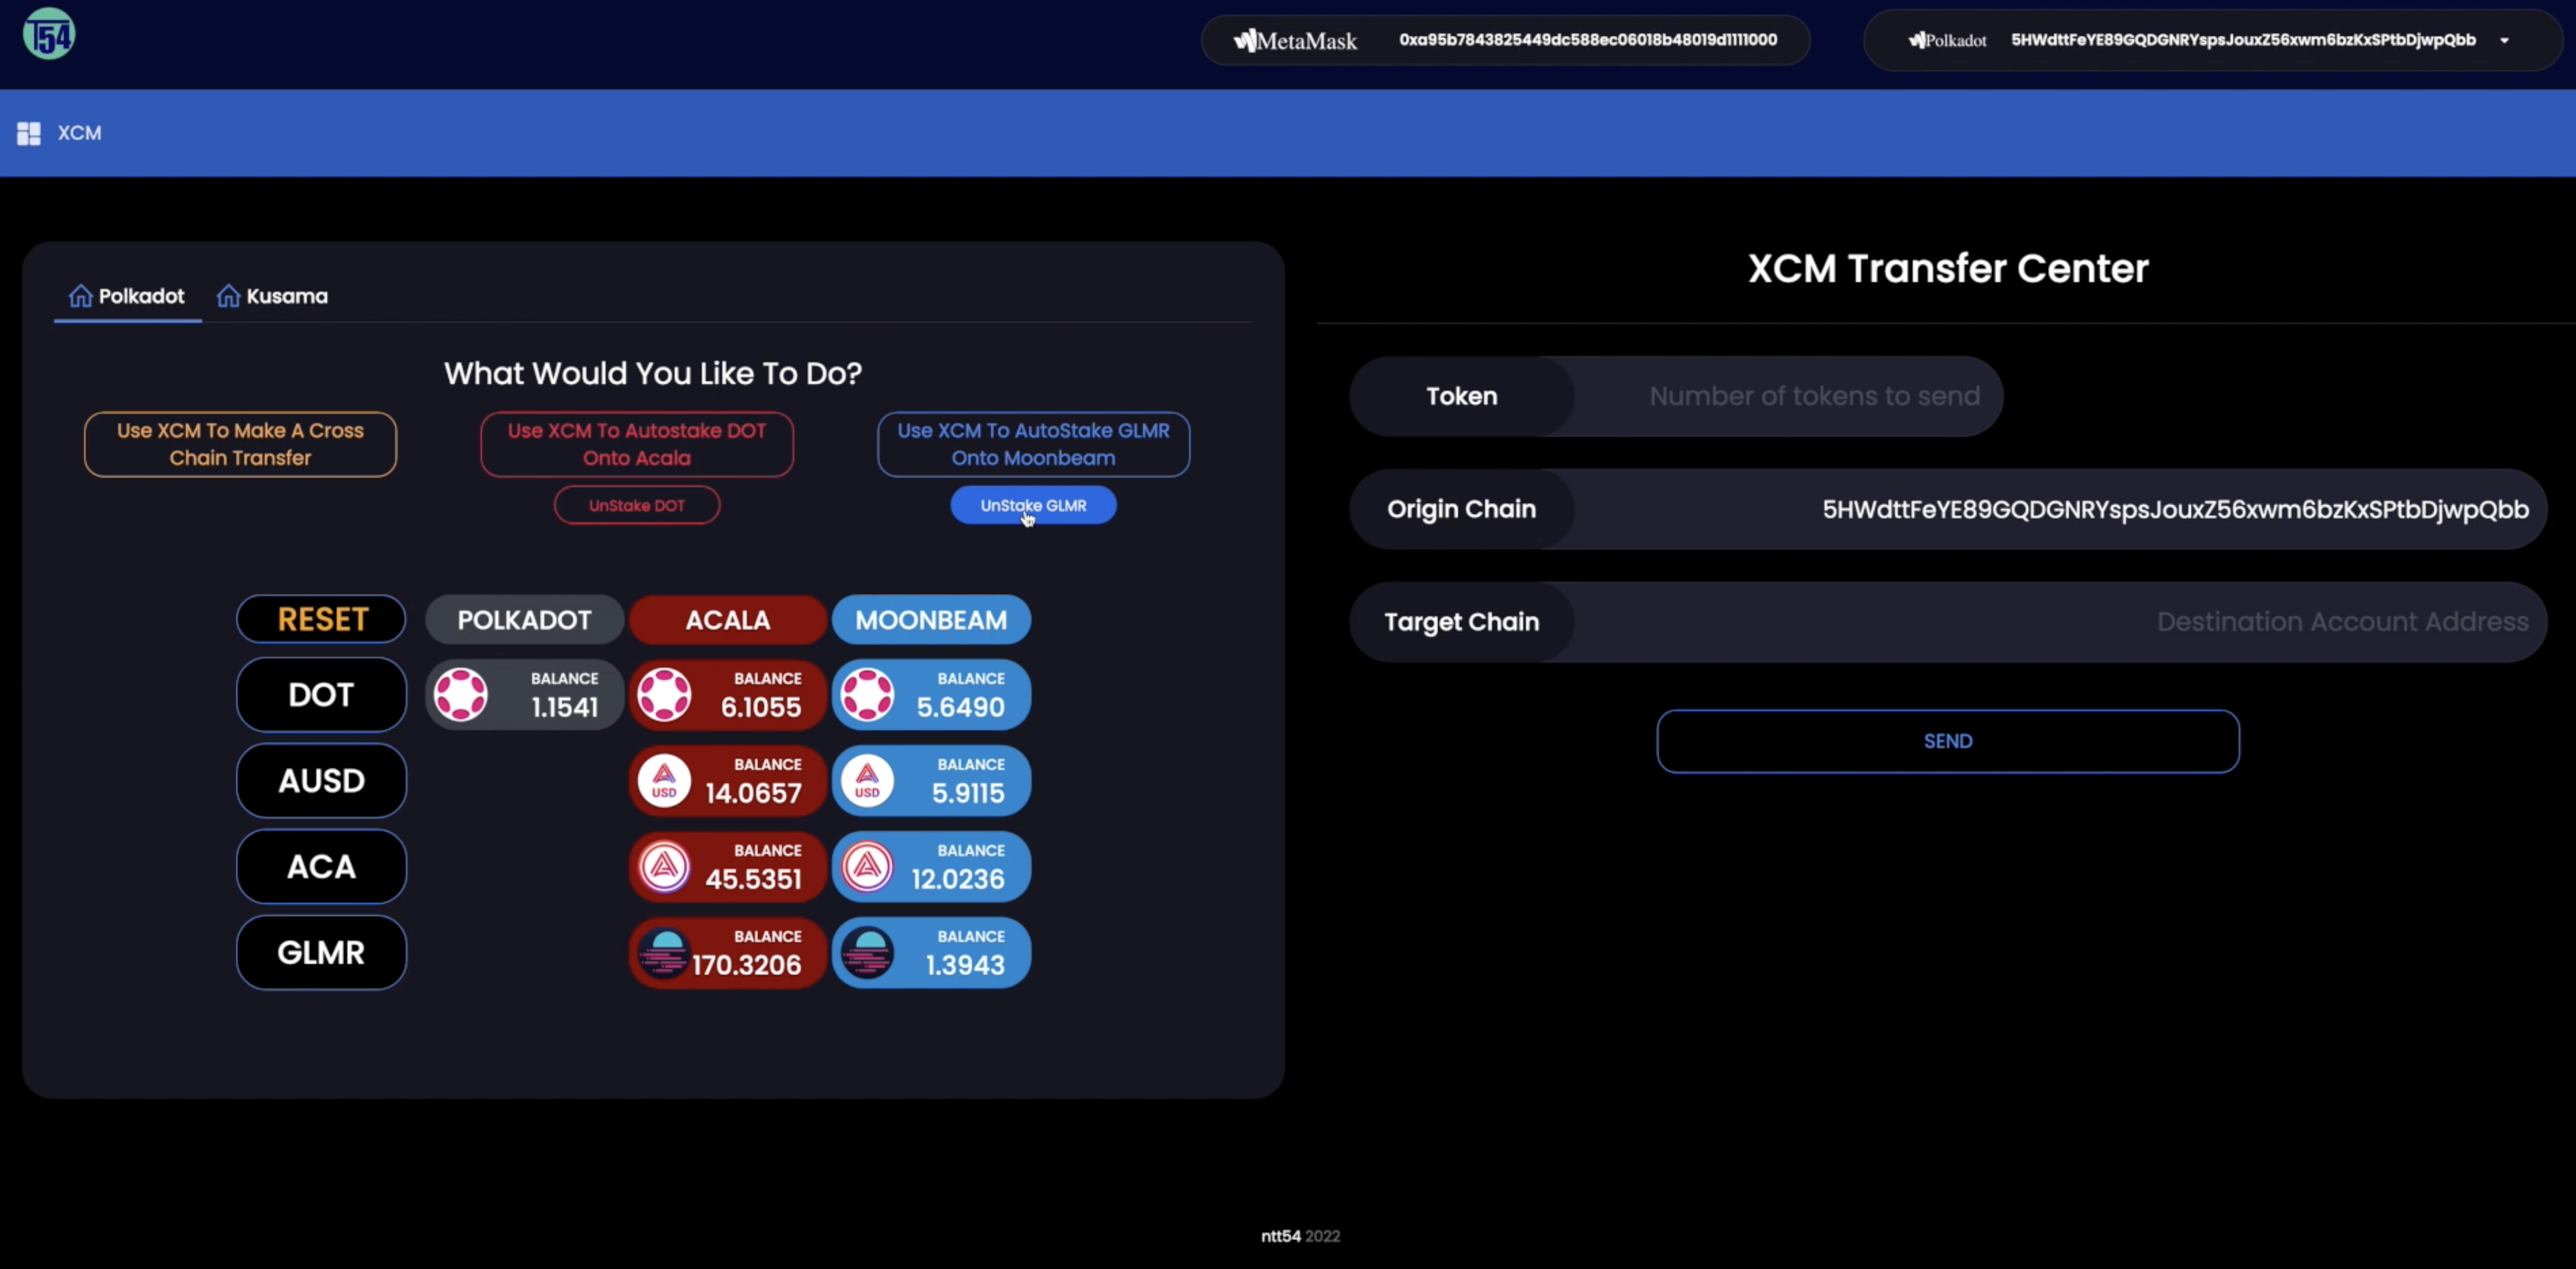 T54
MetaMask 0xa95b7843825449dc588ec06018b48019d1111000
Polkadot 5HWdttFeYE89GQDGNRYspsJouxZ56xwm6bzKxSPtbDjwpQbb
XCM
Polkadot Kusama
What Would You Like To Do?
Use XCM To Make A Cross
Chain Transfer
Use XCM To Autostake DOT
Onto Acala
Use XCM To AutoStake GLMR
Onto Moonbeam
UnStake DOT
UnStake GLMR
RESET POLKADOT ACALA MOONBEAM
DOT
BALANCE
1.1541
BALANCE
6.1055
BALANCE
5.6490
AUSD
USD
BALANCE
14.0657
USD
BALANCE
5.9115
ACA
BALANCE
45.5351
BALANCE
12.0236
GLMR
BALANCE
170.3206
BALANCE
1.3943
XCM Transfer Center
Token Number of tokens to send
Origin Chain 5HWdttFeYE89GQDGNRYspsJouxZ56xwm6bzKxSPtbDjwpQbb
Target Chain Destination Account Address
SEND
ntt54 2022